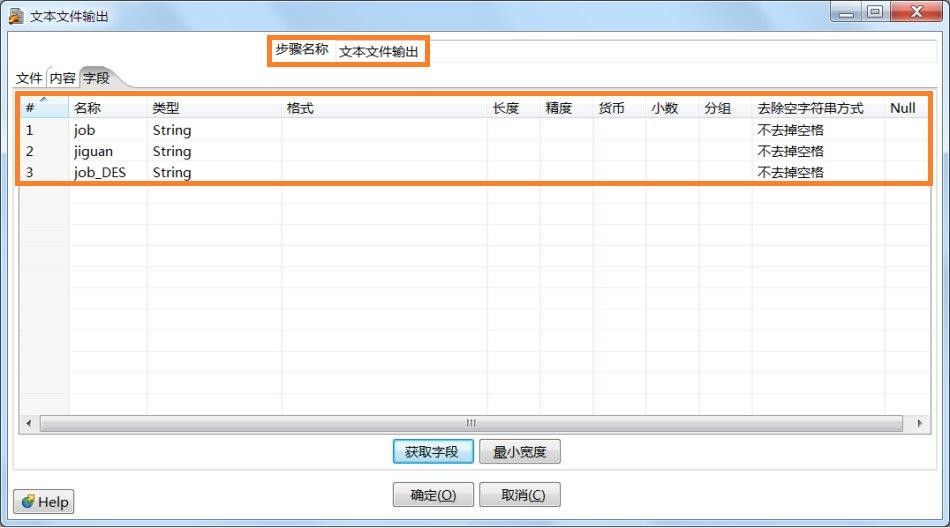 文本文件输出
步骤名称 文本文件输出
文件 内容 字段
# 名称 类型 格式 长度 精度 货币 小数 分组 去除空字符串方式 Null
1 job String 不去掉空格
2 jiguan String 不去掉空格
3 job_DES String 不去掉空格
获取字段 最小宽度
确定(O) 取消(C)
Help